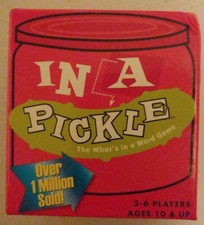 IN A
PICKLE
The What's in a Word Game
Over
1 Million
Sold!
2-6 PLAYERS
AGES 10 & UP